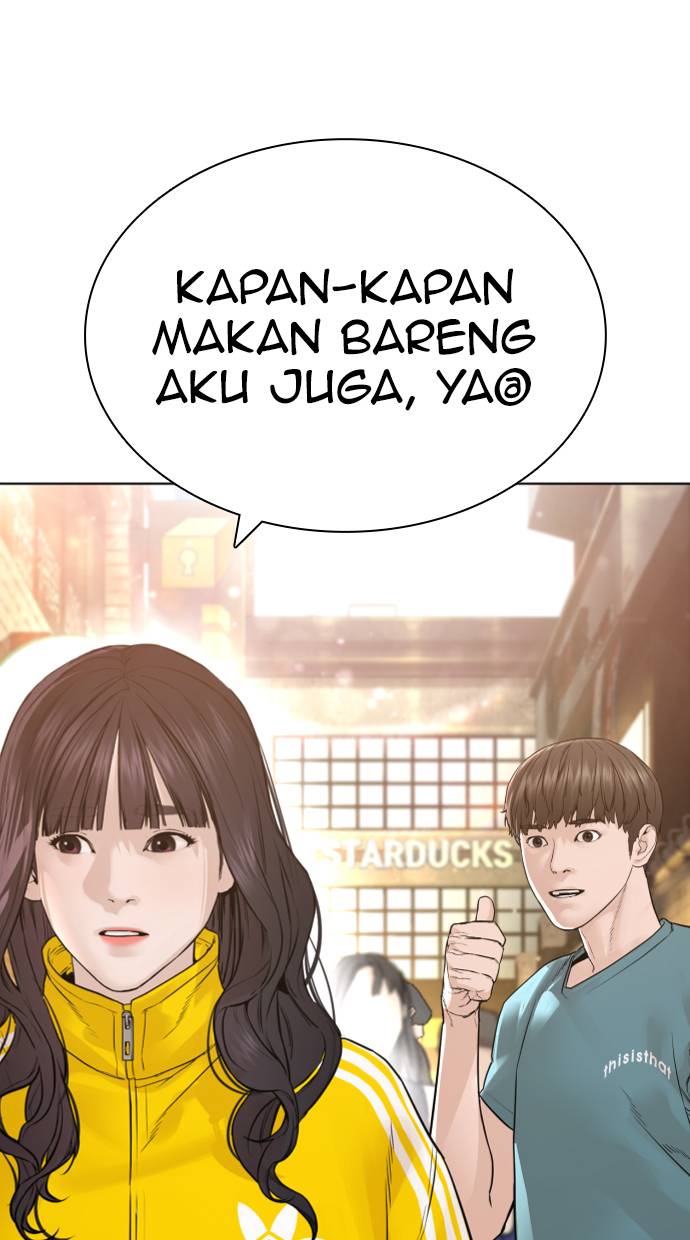 KAPAN-KAPAN
MAKAN BARENG
AKU JUGA, YA@
STARDUCKS
thisisthat